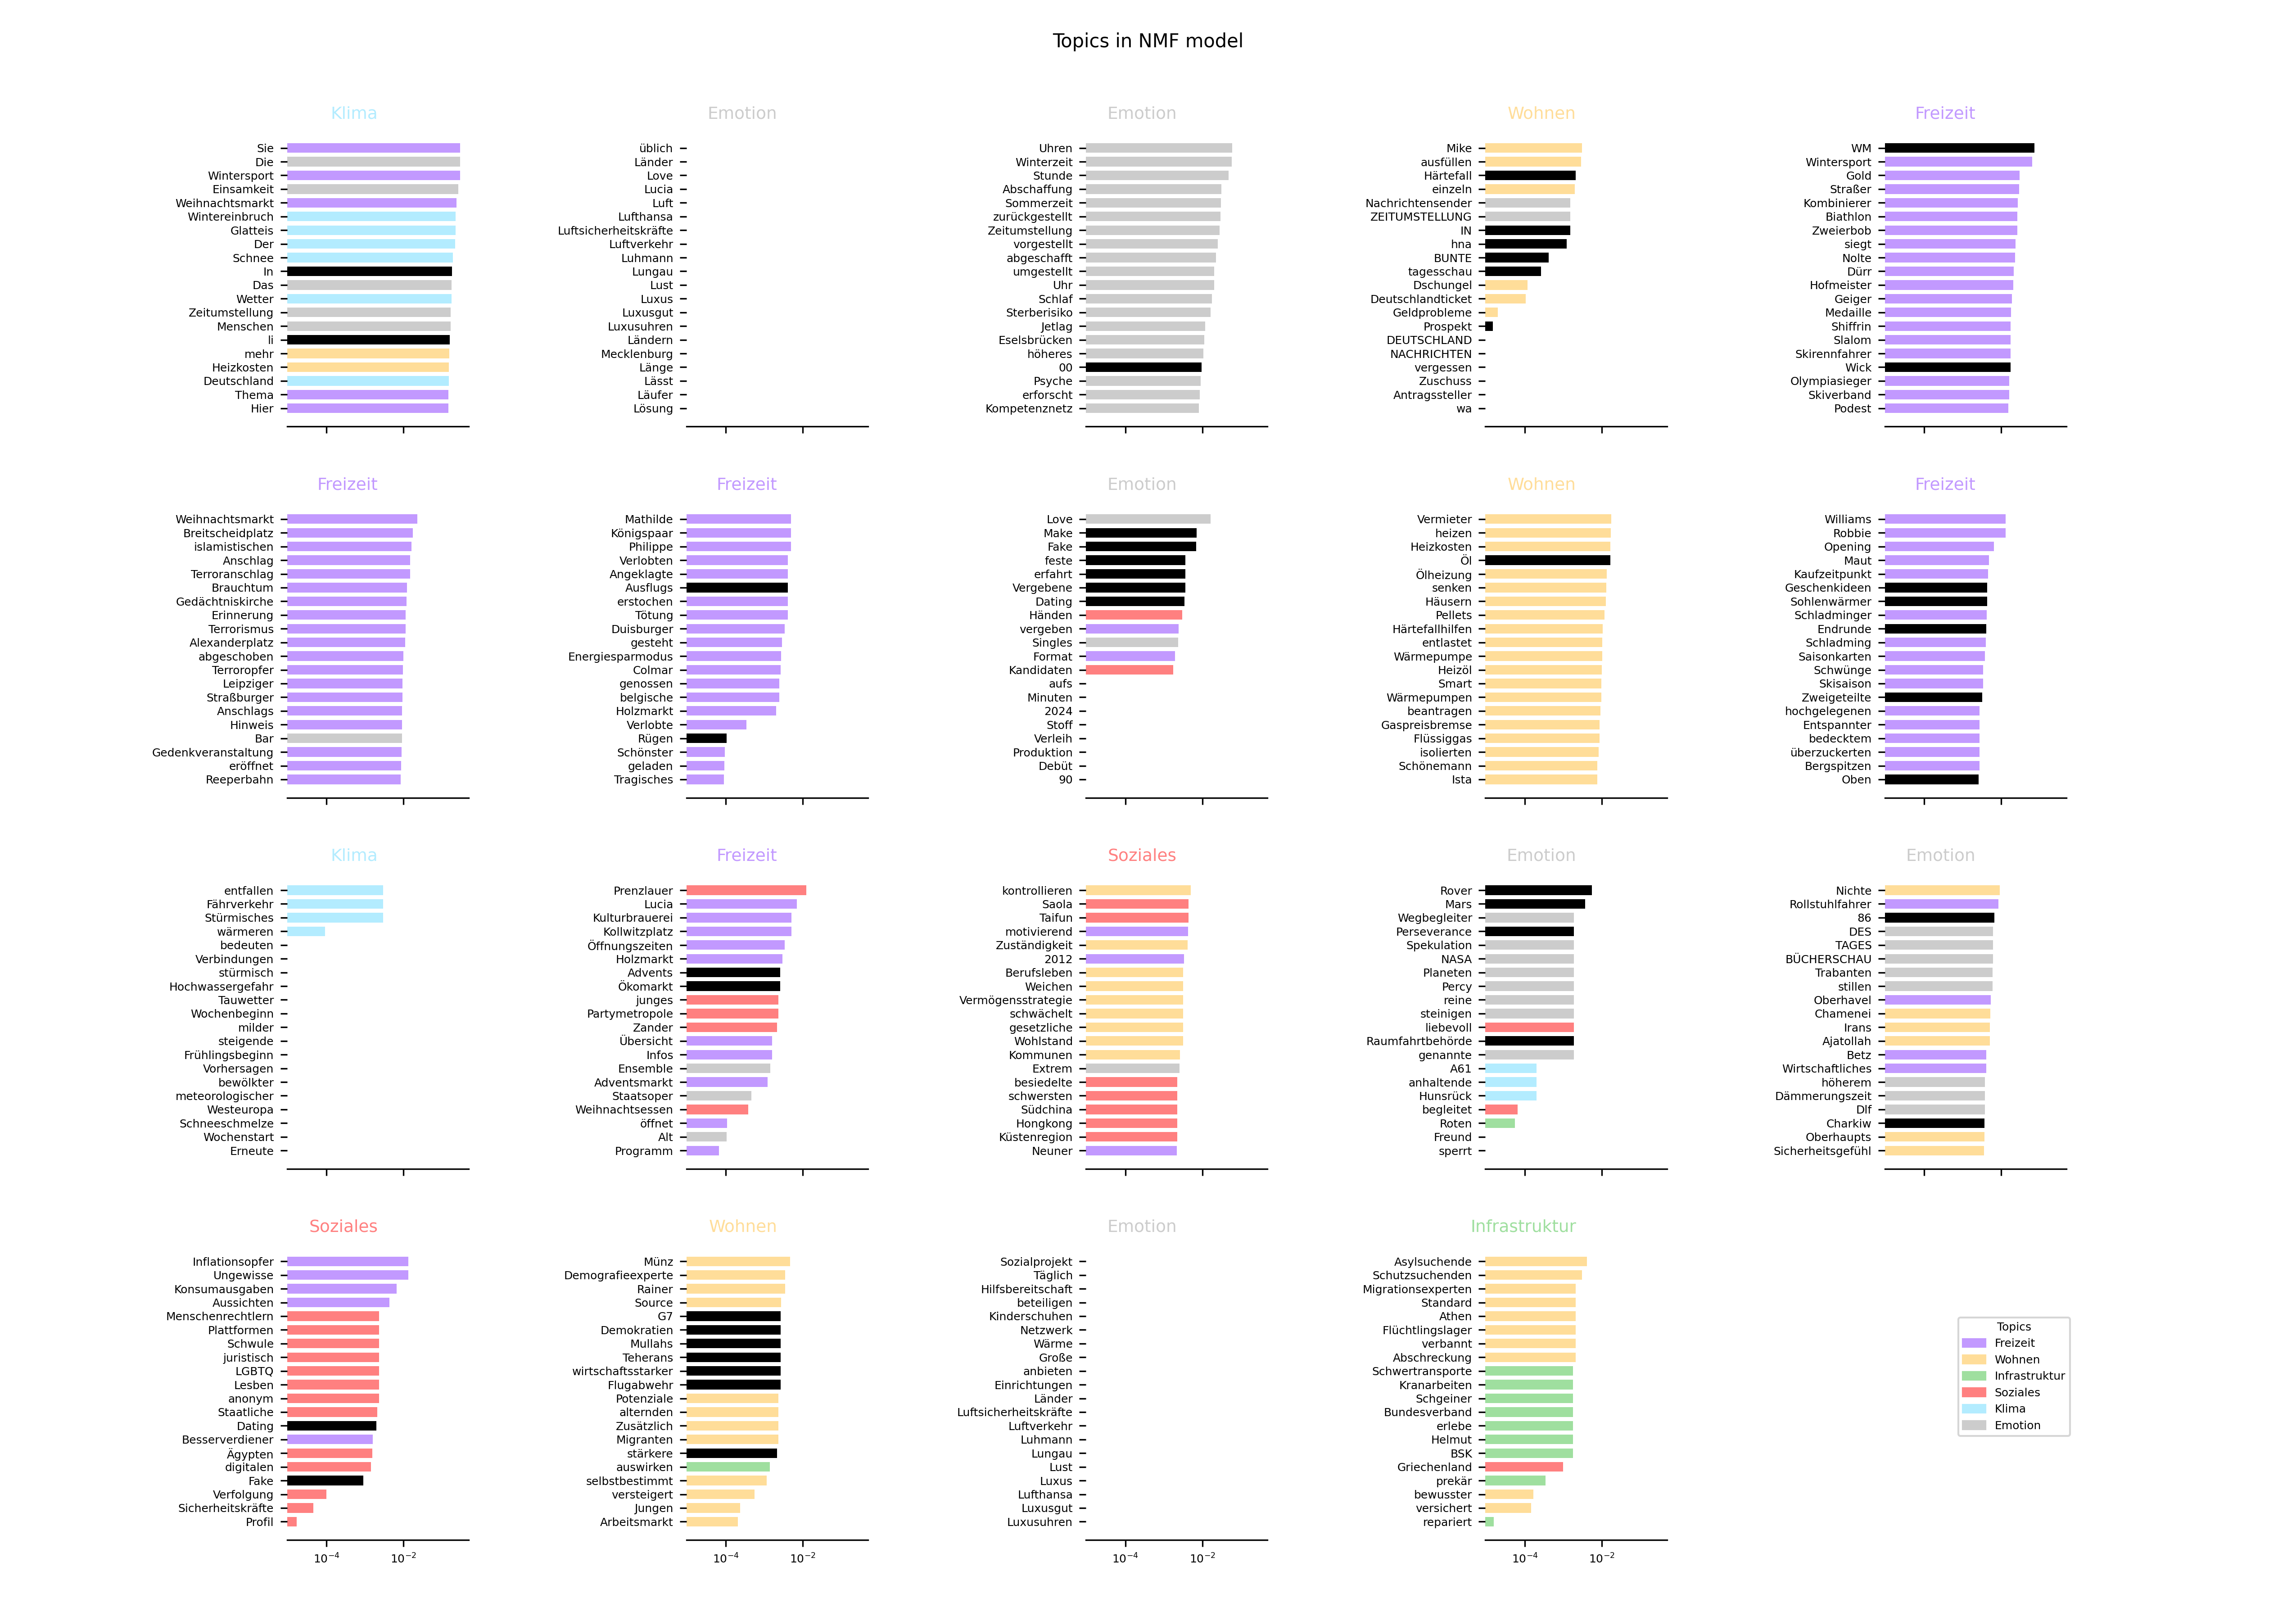 Topics in NMF model
Klima
Sie
Die
Wintersport
Einsamkeit
Weihnachtsmarkt
Wintereinbruch
Glatteis
Der
Schnee
In
Das
Wetter
Zeitumstellung
Menschen
li
mehr
Heizkosten
Deutschland
Thema
Hier
Emotion
üblich
Länder
Love
Lucia
Luft
Lufthansa
Luftsicherheitskräfte
Luftverkehr
Luhmann
Lungau
Lust
Luxus
Luxusgut
Luxusuhren
Ländern
Mecklenburg
Länge
Lässt
Läufer
Lösung
Emotion
Uhren
Winterzeit
Stunde
Abschaffung
Sommerzeit
zurückgestellt
Zeitumstellung
vorgestellt
abgeschafft
umgestellt
Uhr
Schlaf
Sterberisiko
Jetlag
Eselsbrücken
höheres
00
Psyche
erforscht
Kompetenznetz
Wohnen
Mike
ausfüllen
Härtefall
einzeln
Nachrichtensender
ZEITUMSTELLUNG
IN
hna
BUNTE
tagesschau
Dschungel
Deutschlandticket
Geldprobleme
Prospekt
DEUTSCHLAND
NACHRICHTEN
vergessen
Zuschuss
Antragssteller
wa
Freizeit
WM
Wintersport
Gold
Straßer
Kombinierer
Biathlon
Zweierbob
siegt
Nolte
Dürr
Hofmeister
Geiger
Medaille
Shiffrin
Slalom
Skirennfahrer
Wick
Olympiasieger
Skiverband
Podest
Freizeit
Weihnachtsmarkt
Breitscheidplatz
islamistischen
Anschlag
Terroranschlag
Brauchtum
Gedächtniskirche
Erinnerung
Terrorismus
Alexanderplatz
abgeschoben
Terroropfer
Leipziger
Straßburger
Anschlags
Hinweis
Bar
Gedenkveranstaltung
eröffnet
Reeperbahn
Freizeit
Mathilde
Königspaar
Philippe
Verlobten
Angeklagte
Ausflugs
erstochen
Tötung
Duisburger
gesteht
Energiesparmodus
Colmar
genossen
belgische
Holzmarkt
Verlobte
Rügen
Schönster
geladen
Tragisches
Emotion
Love
Make
Fake
feste
erfahrt
Vergebene
Dating
Händen
vergeben
Singles
Format
Kandidaten
aufs
Minuten
2024
Stoff
Verleih
Produktion
Debüt
90
Wohnen
Vermieter
heizen
Heizkosten
Öl
Ölheizung
senken
Häusern
Pellets
Härtefallhilfen
entlastet
Wärmepumpe
Heizöl
Smart
Wärmepumpen
beantragen
Gaspreisbremse
Flüssiggas
isolierten
Schönemann
Ista
Freizeit
Williams
Robbie
Opening
Maut
Kaufzeitpunkt
Geschenkideen
Sohlenwärmer
Schladminger
Endrunde
Schladming
Saisonkarten
Schwünge
Skisaison
Zweigeteilte
hochgelegenen
Entspannter
bedecktem
überzuckerten
Bergspitzen
Oben
Klima
entfallen
Fährverkehr
Stürmisches
wärmeren
bedeuten
Verbindungen
stürmisch
Hochwassergefahr
Tauwetter
Wochenbeginn
milder
steigende
Frühlingsbeginn
Vorhersagen
bewölkter
meteorologischer
Westeuropa
Schneeschmelze
Wochenstart
Erneute
Freizeit
Prenzlauer
Lucia
Kulturbrauerei
Kollwitzplatz
Öffnungszeiten
Holzmarkt
Advents
Ökomarkt
junges
Partymetropole
Zander
Übersicht
Infos
Ensemble
Adventsmarkt
Staatsoper
Weihnachtsessen
öffnet
Alt
Programm
Soziales
kontrollieren
Saola
Taifun
motivierend
Zuständigkeit
2012
Berufsleben
Weichen
Vermögensstrategie
schwächelt
gesetzliche
Wohlstand
Kommunen
Extrem
besiedelte
schwersten
Südchina
Hongkong
Küstenregion
Neuner
Emotion
Rover
Mars
Wegbegleiter
Perseverance
Spekulation
NASA
Planeten
Percy
reine
steinigen
liebevoll
Raumfahrtbehörde
genannte
A61
anhaltende
Hunsrück
begleitet
Roten
Freund
sperrt
Emotion
Nichte
Rollstuhlfahrer
86
DES
TAGES
BÜCHERSCHAU
Trabanten
stillen
Oberhavel
Chamenei
Irans
Ajatollah
Betz
Wirtschaftliches
höherem
Dämmerungszeit
Dlf
Charkiw
Oberhaupts
Sicherheitsgefühl
Soziales
Inflationsopfer
Ungewisse
Konsumausgaben
Aussichten
Menschenrechtlern
Plattformen
Schwule
juristisch
LGBTQ
Lesben
anonym
Staatliche
Dating
Besserverdiener
Ägypten
digitalen
Fake
Verfolgung
Sicherheitskräfte
Profil
10⁻⁴ 10⁻²
Wohnen
Münz
Demografieexperte
Rainer
Source
G7
Demokratien
Mullahs
Teherans
wirtschaftsstarker
Flugabwehr
Potenziale
alternden
Zusätzlich
Migranten
stärkere
auswirken
selbstbestimmt
versteigert
Jungen
Arbeitsmarkt
10⁻⁴ 10⁻²
Emotion
Sozialprojekt
Täglich
Hilfsbereitschaft
beteiligen
Kinderschuhen
Netzwerk
Wärme
Große
anbieten
Einrichtungen
Länder
Luftsicherheitskräfte
Luftverkehr
Luhmann
Lungau
Lust
Luxus
Lufthansa
Luxusgut
Luxusuhren
10⁻⁴ 10⁻²
Infrastruktur
Asylsuchende
Schutzsuchenden
Migrationsexperten
Standard
Athen
Flüchtlingslager
verbannt
Abschreckung
Schwertransporte
Kranarbeiten
Schgeiner
Bundesverband
erlebe
Helmut
BSK
Griechenland
prekär
bewusster
versichert
repariert
10⁻⁴ 10⁻²
Topics
Freizeit
Wohnen
Infrastruktur
Soziales
Klima
Emotion